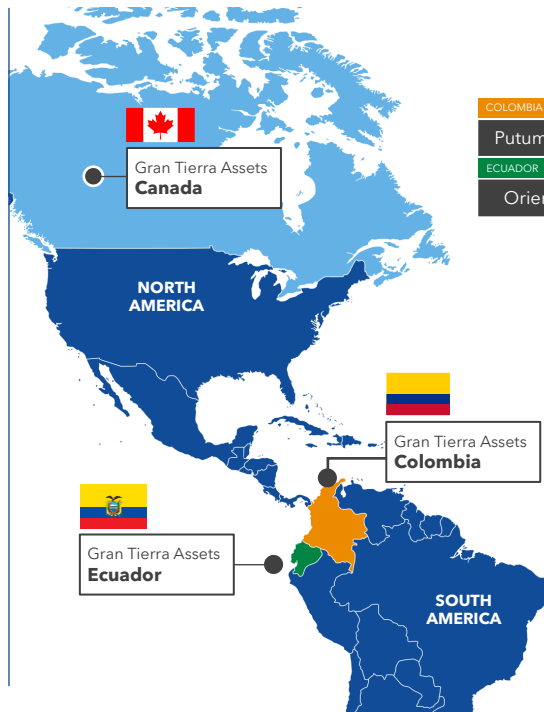 COLOMBIA
Putum
ECUADOR
Orien
Gran Tierra Assets
Canada
NORTH
AMERICA
Gran Tierra Assets
Colombia
Gran Tierra Assets
Ecuador
SOUTH
AMERICA